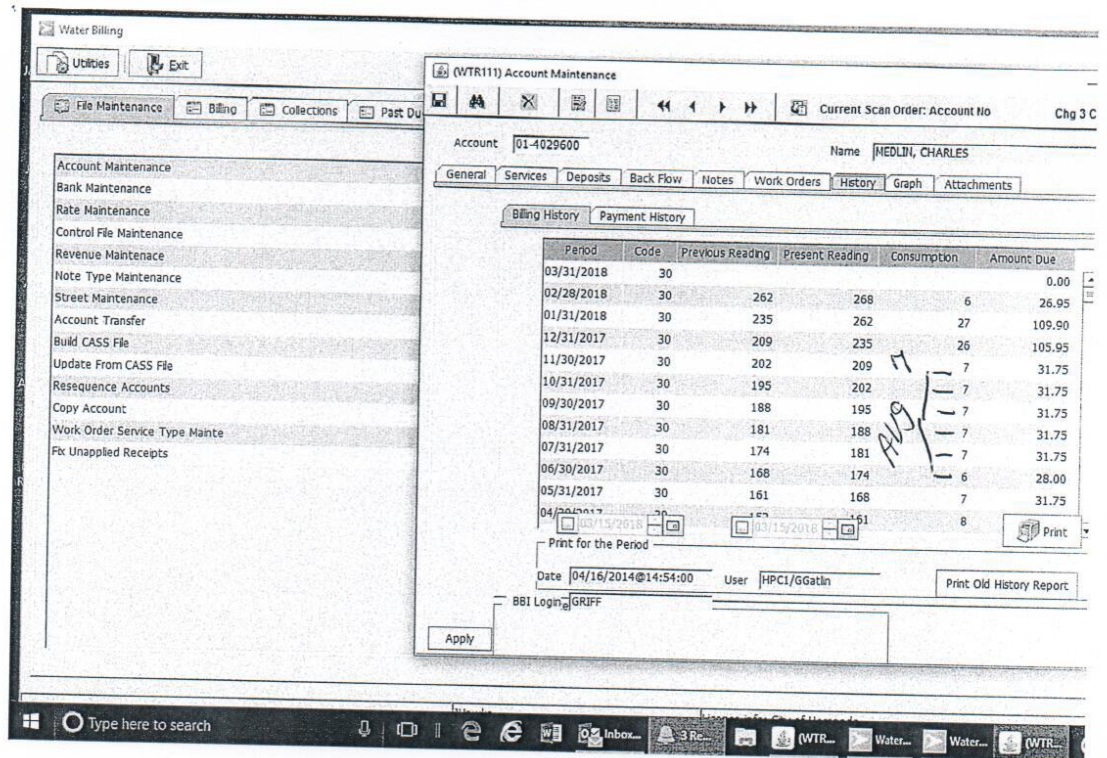 Water Billing
Utilities Exit
File Maintenance Billing Collections Past Du
Account Maintenance
Bank Maintenance
Rate Maintenance
Control File Maintenance
Revenue Maintenace
Note Type Maintenance
Street Maintenance
Account Transfer
Build CASS File
Update From CASS File
Resequence Accounts
Copy Account
Work Order Service Type Mainte
Fix Unapplied Receipts
(WTR111) Account Maintenance
Current Scan Order: Account No Chg 3 C
Account 01-4029600 Name MEDLIN, CHARLES
General Services Deposits Back Flow Notes Work Orders History Graph Attachments
Billing History Payment History
Period Code Previous Reading Present Reading Consumption Amount Due
03/31/2018 30 0.00
02/28/2018 30 262 268 6 26.95
01/31/2018 30 235 262 27 109.90
12/31/2017 30 209 235 26 105.95
11/30/2017 30 202 209 7 31.75
10/31/2017 30 195 202 7 31.75
09/30/2017 30 188 195 7 31.75
08/31/2017 30 181 188 7 31.75
07/31/2017 30 174 181 7 31.75
06/30/2017 30 168 174 6 28.00
05/31/2017 30 161 168 7 31.75
8
Avg 7
03/15/2018 03/15/2018 Print
Print for the Period
Date 04/16/2014@14:54:00 User HPC1/GGatlin Print Old History Report
BBI Login GRIFF
Apply
Type here to search
Inbox... 3 Re... (WTR... Water... Water... (WTR...